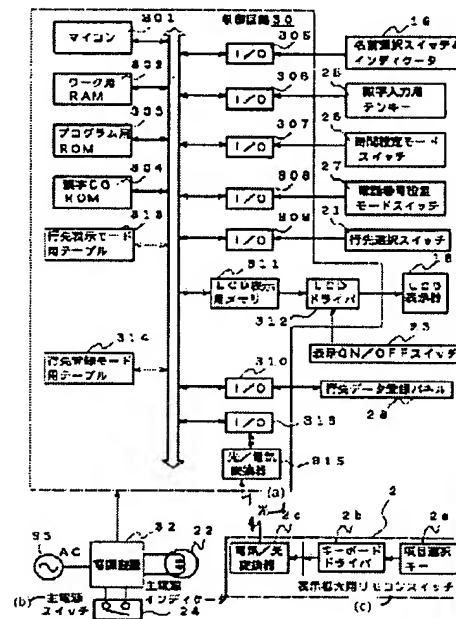 制御回路30
マイコン
301
ワーク用
RAM
302
プログラム用
ROM
303
漢字CG
ROM
304
行先表示モード
用テーブル
313
行先登録モード
用テーブル
314
I/O
305
I/O
306
I/O
307
I/O
308
I/O
309
LCD表示
用メモリ
311
LCD
ドライバ
312
I/O
310
I/O
316
光/電気
変換器
315
(a)
名前選択スイッチ&
インディケータ
16
数字入力用
テンキー
25
時間設定モード
スイッチ
26
電話番号設定
モードスイッチ
27
行先選択スイッチ
21
LCD
表示器
18
表示ON/OFFスイッチ
行先データ登録パネル
28
AC
電源装置
32
22
主電源
インディケータ
(b)
主電源
スイッチ
24
2
電気/光
変換器
2c
キーボード
ドライバ
2b
項目選択
キー
2a
表示拡大用リモコンスイッチ
(c)